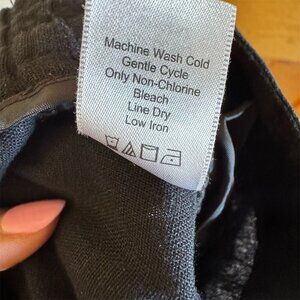 Machine Wash Cold
Gentle Cycle
Only Non-Chlorine
Bleach
Line Dry
Low Iron